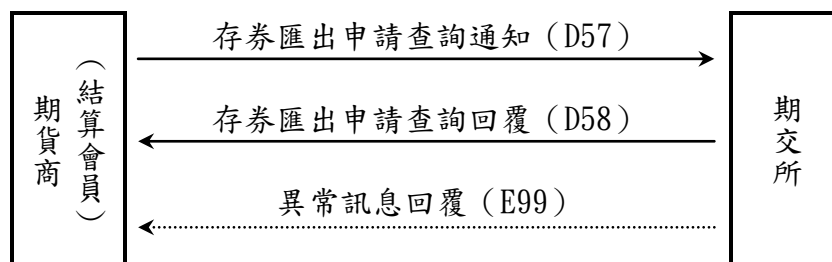 期貨商
（結算會員）
存券匯出申請查詢通知（D57）
存券匯出申請查詢回覆（D58）
異常訊息回覆（E99）
期交所